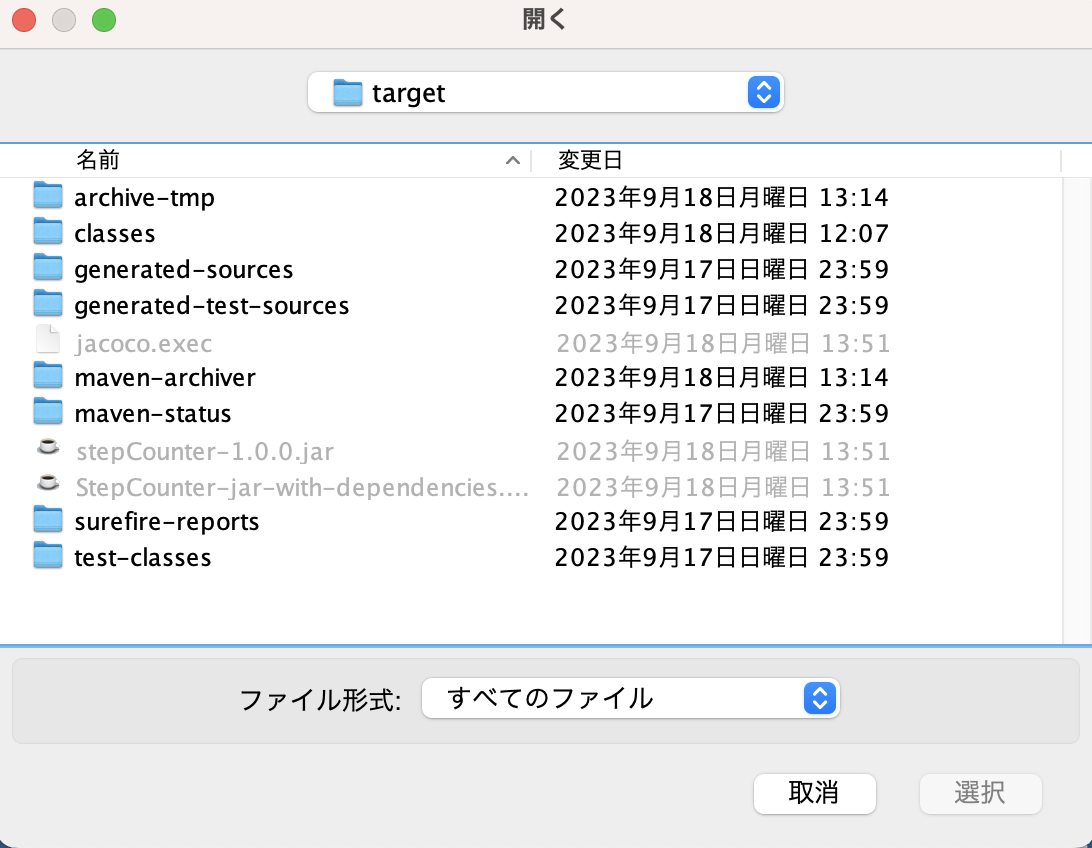 開く
target
名前 変更日
archive-tmp 2023年9月18日月曜日 13:14
classes 2023年9月18日月曜日 12:07
generated-sources 2023年9月17日日曜日 23:59
generated-test-sources 2023年9月17日日曜日 23:59
jacoco.exec 2023年9月18日月曜日 13:51
maven-archiver 2023年9月18日月曜日 13:14
maven-status 2023年9月17日日曜日 23:59
stepCounter-1.0.0.jar 2023年9月18日月曜日 13:51
StepCounter-jar-with-dependencies.... 2023年9月18日月曜日 13:51
surefire-reports 2023年9月17日日曜日 23:59
test-classes 2023年9月17日日曜日 23:59
ファイル形式: すべてのファイル
取消 選択